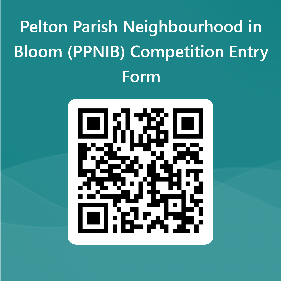 Pelton Parish Neighbourhood in
Bloom (PPNIB) Competition Entry
Form